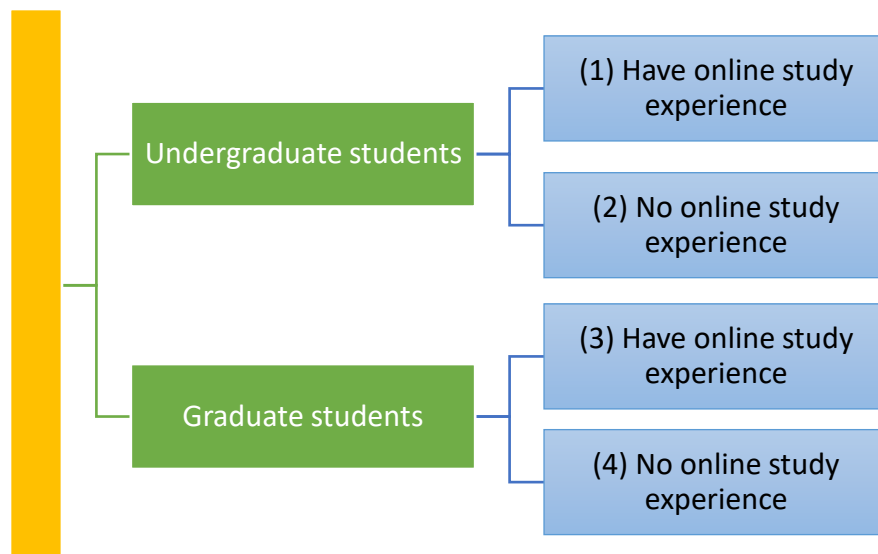 Undergraduate students
(1) Have online study
experience
(2) No online study
experience
Graduate students
(3) Have online study
experience
(4) No online study
experience